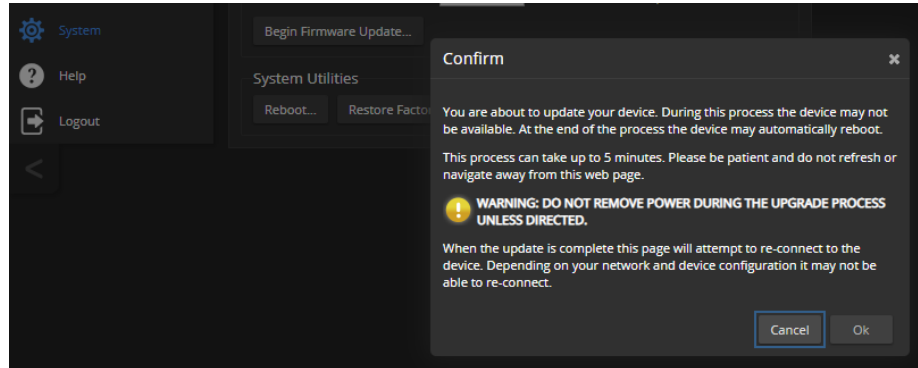 System
Help
Logout
Begin Firmware Update...
System Utilities
Reboot...
Restore Facto
Confirm
You are about to update your device. During this process the device may not
be available. At the end of the process the device may automatically reboot.
This process can take up to 5 minutes. Please be patient and do not refresh or
navigate away from this web page.
WARNING: DO NOT REMOVE POWER DURING THE UPGRADE PROCESS
UNLESS DIRECTED.
When the update is complete this page will attempt to re-connect to the
device. Depending on your network and device configuration it may not be
able to re-connect.
Cancel
Ok